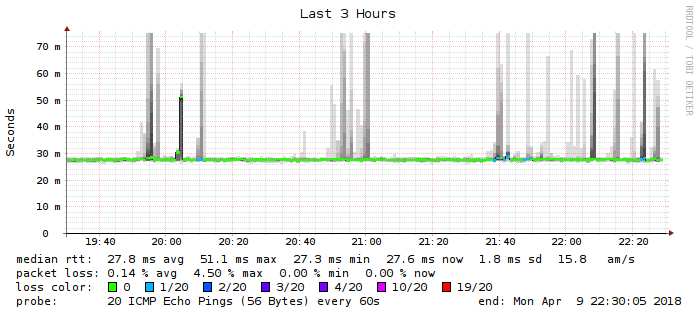 Last 3 Hours
RRDTOOL / TOBI OETIKER
Seconds
70 m
60 m
50 m
40 m
30 m
20 m
10 m
0
19:40 20:00 20:20 20:40 21:00 21:20 21:40 22:00 22:20
median rtt: 27.8 ms avg 51.1 ms max 27.3 ms min 27.6 ms now 1.8 ms sd 15.8 am/s
packet loss: 0.14 % avg 4.50 % max 0.00 % min 0.00 % now
loss color: 0 1/20 2/20 3/20 4/20 10/20 19/20
probe: 20 ICMP Echo Pings (56 Bytes) every 60s end: Mon Apr 9 22:30:05 2018